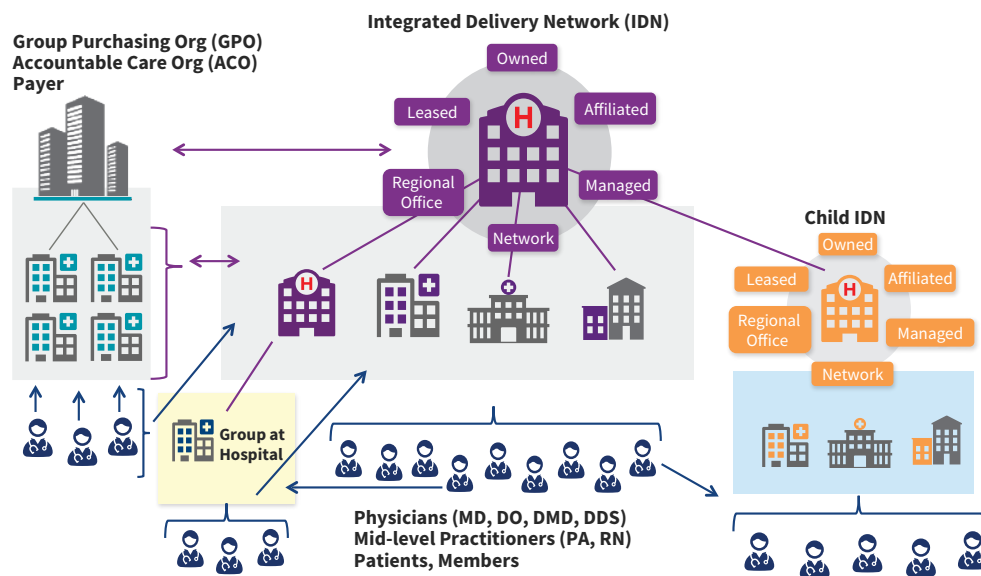 Integrated Delivery Network (IDN)
Group Purchasing Org (GPO)
Accountable Care Org (ACO)
Payer
Owned
Leased
Affiliated
H
Regional
Office
Managed
Network
Child IDN
Owned
Leased
Affiliated
H
H
Regional
Office
Managed
Network
Group at
Hospital
Physicians (MD, DO, DMD, DDS)
Mid-level Practitioners (PA, RN)
Patients, Members